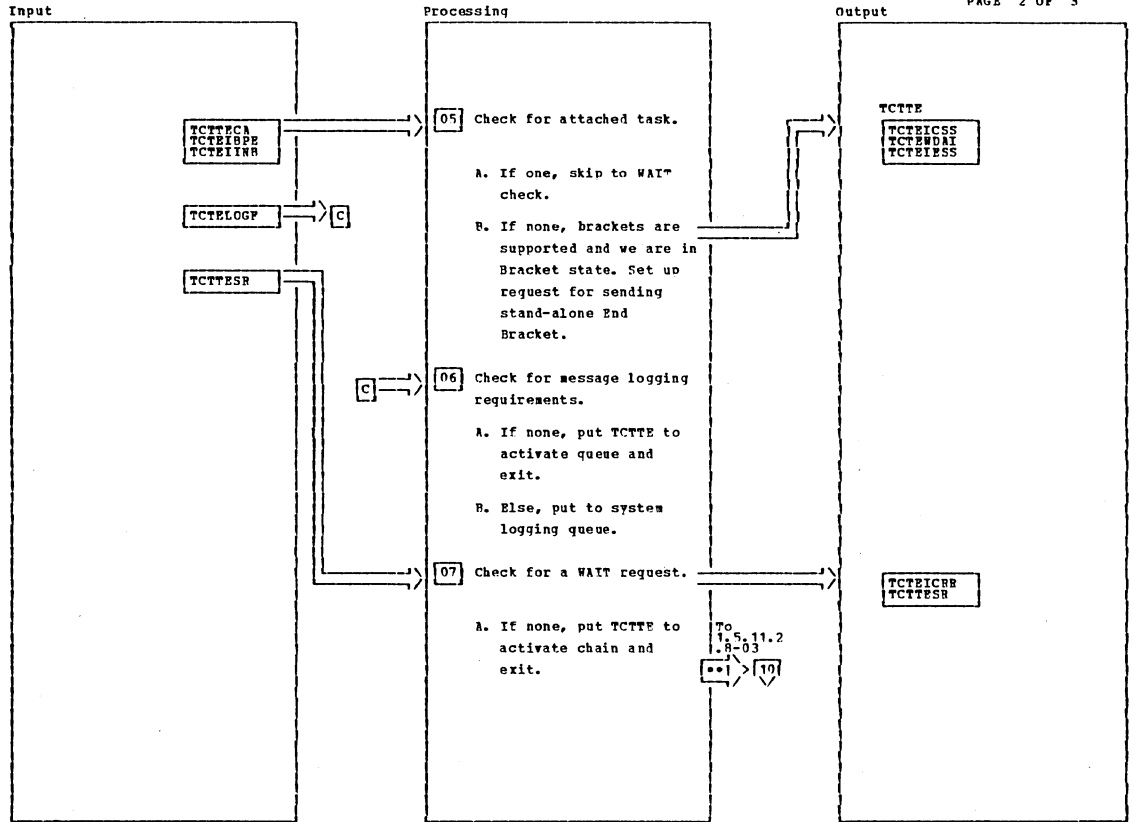 PAGE 2 OF 3
Input
Processing
Output
TCTTECA
TCTEIBPE
TCTEIINB
05 Check for attached task.
TCTTE
TCTEICSS
TCTEWDAI
TCTEIESS
A. If one, skip to WAIT
check.
TCTELOGF
C
B. If none, brackets are
supported and we are in
Bracket state. Set up
request for sending
stand-alone End
Bracket.
TCTTESR
C
06 Check for message logging
requirements.
A. If none, put TCTTE to
activate queue and
exit.
B. Else, put to system
logging queue.
07 Check for a WAIT request.
TCTEICRR
TCTTESR
A. If none, put TCTTE to
activate chain and
exit.
To
1.5.11.2
.8-03
10